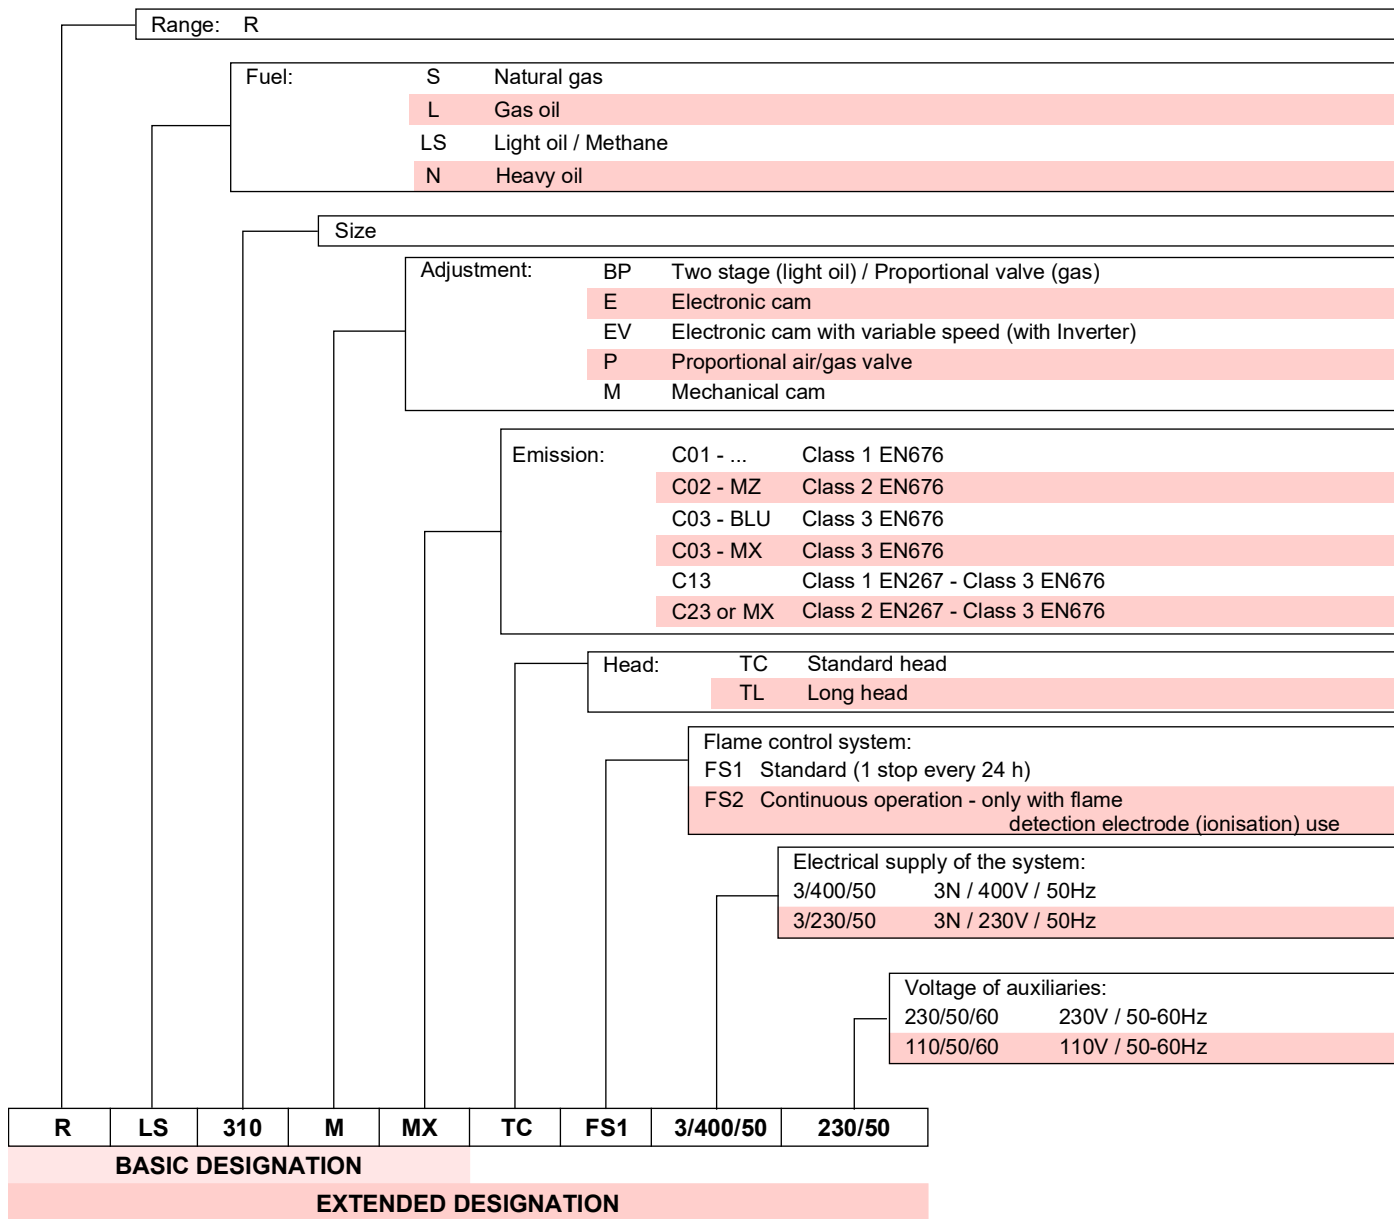 Range: R
Fuel: S Natural gas
L Gas oil
LS Light oil / Methane
N Heavy oil
Size
Adjustment: BP Two stage (light oil) / Proportional valve (gas)
E Electronic cam
EV Electronic cam with variable speed (with Inverter)
P Proportional air/gas valve
M Mechanical cam
Emission: C01 - ... Class 1 EN676
C02 - MZ Class 2 EN676
C03 - BLU Class 3 EN676
C03 - MX Class 3 EN676
C13 Class 1 EN267 - Class 3 EN676
C23 or MX Class 2 EN267 - Class 3 EN676
Head: TC Standard head
TL Long head
Flame control system:
FS1 Standard (1 stop every 24 h)
FS2 Continuous operation - only with flame
detection electrode (ionisation) use
Electrical supply of the system:
3/400/50 3N / 400V / 50Hz
3/230/50 3N / 230V / 50Hz
Voltage of auxiliaries:
230/50/60 230V / 50-60Hz
110/50/60 110V / 50-60Hz
R LS 310 M MX TC FS1 3/400/50 230/50
BASIC DESIGNATION
EXTENDED DESIGNATION